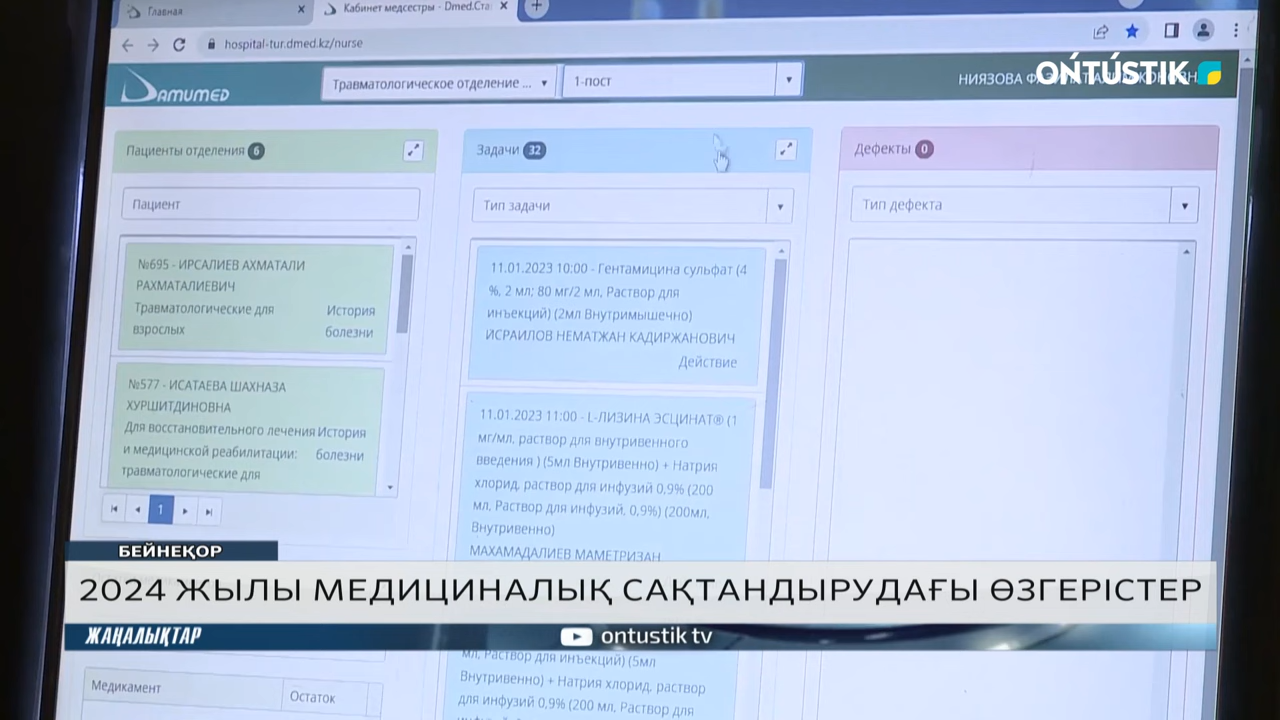 Главная
Кабинет медсестры - Dmed.Ста
hospital-tur.dmed.kz/nurse
OŃTÚSTIK
DAMUMED
Травматологическое отделение ...
1-пост
НИЯЗОВА
Пациенты отделения 6
Пациент
№695 - ИРСАЛИЕВ АХМАТАЛИ
РАХМАТАЛИЕВИЧ
Травматологические для
взрослых
История
болезни
№577 - ИСАТАЕВА ШАХНАЗА
ХУРШИТДИНОВНА
Для восстановительного лечения
и медицинской реабилитации:
травматологические для
История
болезни
1
Задачи 32
Тип задачи
11.01.2023 10:00 - Гентамицина сульфат (4
%, 2 мл; 80 мг/2 мл, Раствор для
инъекций) (2мл Внутримышечно)
ИСРАИЛОВ НЕМАТЖАН КАДИРЖАНОВИЧ
Действие
11.01.2023 11:00 - L-ЛИЗИНА ЭСЦИНАТ® (1
мг/мл, раствор для внутривенного
введения ) (5мл Внутривенно) + Натрия
хлорид, раствор для инфузий 0,9% (200
мл, Раствор для инфузий, 0,9%) (200мл,
Внутривенно)
МАХАМАДАЛИЕВ МАМЕТРИЗАН
Дефекты 0
Тип дефекта
БЕЙНЕҚОР
2024 ЖЫЛЫ МЕДИЦИНАЛЫҚ САҚТАНДЫРУДАҒЫ ӨЗГЕРІСТЕР
ЖАҢАЛЫҚТАР
ontustik tv
мл, Раствор для инъекций) (5мл
Внутривенно) + Натрия хлорид, раствор
для инфузий 0,9% (200 мл, Раствор для
Медикамент
Остаток